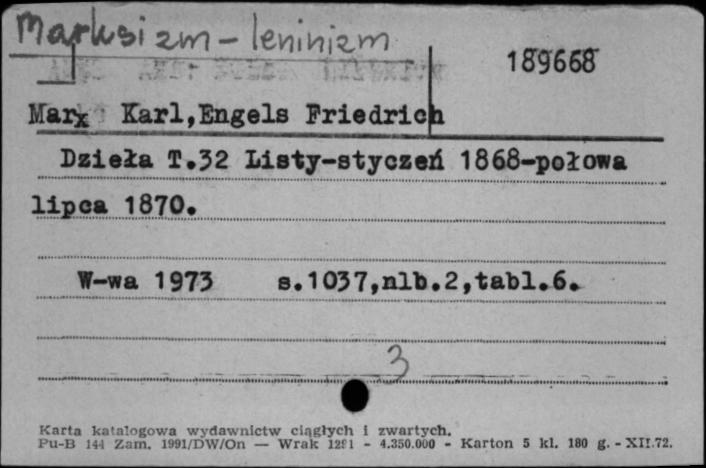 Marksizm - leninizm
189668
Marx Karl,Engels Friedrich
Dzieła T.32 Listy-styczeń 1868-połowa
lipca 1870.
W-wa 1973 s.1037,nlb.2,tabl.6.
3
Karta katalogowa wydawnictw ciągłych i zwartych.
Pu-B 144 Zam. 1991/DW/On — Wrak 1281 - 4.350.000 - Karton 5 kl. 180 g. - XII.72.